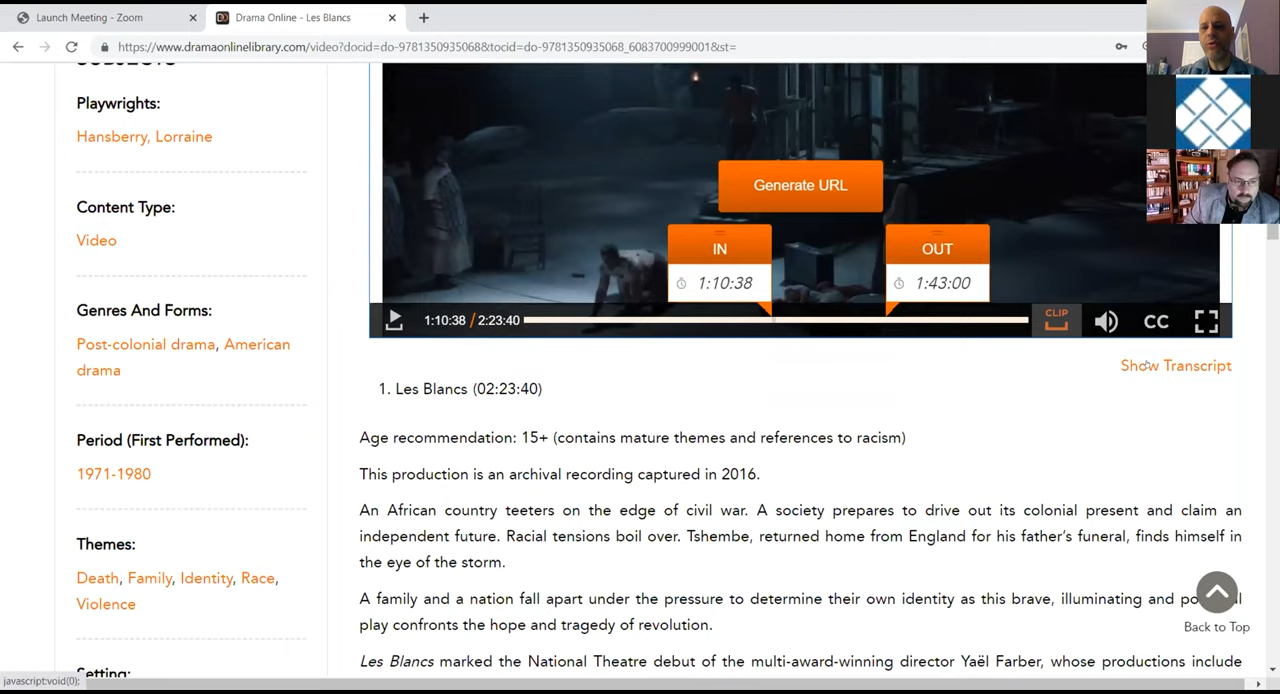 Launch Meeting - Zoom
Drama Online - Les Blancs
https://www.dramaonlinelibrary.com/video?docid=do-9781350935068&tocid=do-9781350935068_6083700999001&st=
Playwrights:
Hansberry, Lorraine
Content Type:
Video
Genres And Forms:
Post-colonial drama, American
drama
Period (First Performed):
1971-1980
Themes:
Death, Family, Identity, Race,
Violence
Setting:
Generate URL
IN
OUT
1:10:38
1:43:00
1:10:38 / 2:23:40
CLIP
CC
Show Transcript
1. Les Blancs (02:23:40)
Age recommendation: 15+ (contains mature themes and references to racism)
This production is an archival recording captured in 2016.
An African country teeters on the edge of civil war. A society prepares to drive out its colonial present and claim an
independent future. Racial tensions boil over. Tshembe, returned home from England for his father's funeral, finds himself in
the eye of the storm.
A family and a nation fall apart under the pressure to determine their own identity as this brave, illuminating and
play confronts the hope and tragedy of revolution.
Les Blancs marked the National Theatre debut of the multi-award-winning director Yaël Farber, whose productions include
Back to Top
javascript:void(0);